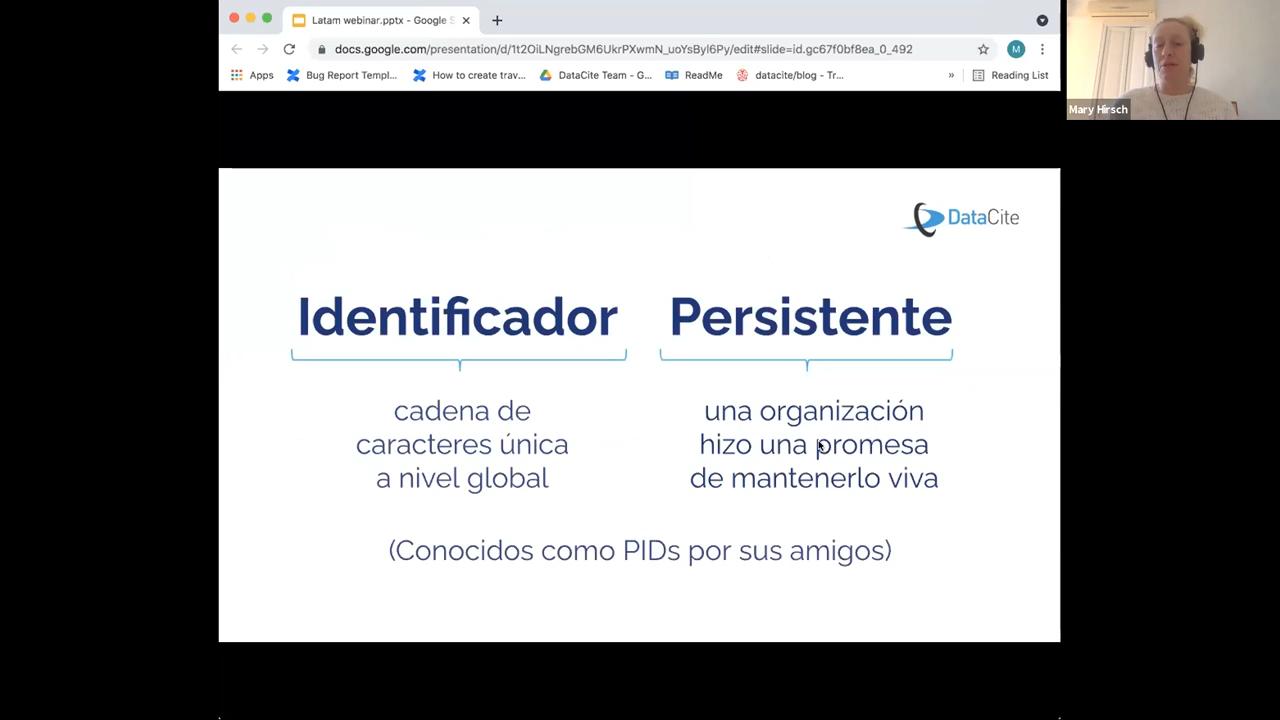 Latam webinar.pptx - Google S
docs.google.com/presentation/d/1t2OiLNgrebGM6UkrPXwmN_uoYsByl6Py/edit#slide=id.gc67f0bf8ea_0_492
M
Apps
Bug Report Templ...
How to create trav...
DataCite Team - G...
ReadMe
datacite/blog - Tr...
»
Reading List
Mary Hirsch
DataCite
Identificador Persistente
cadena de
caracteres única
a nivel global
una organización
hizo una promesa
de mantenerlo viva
(Conocidos como PIDs por sus amigos)